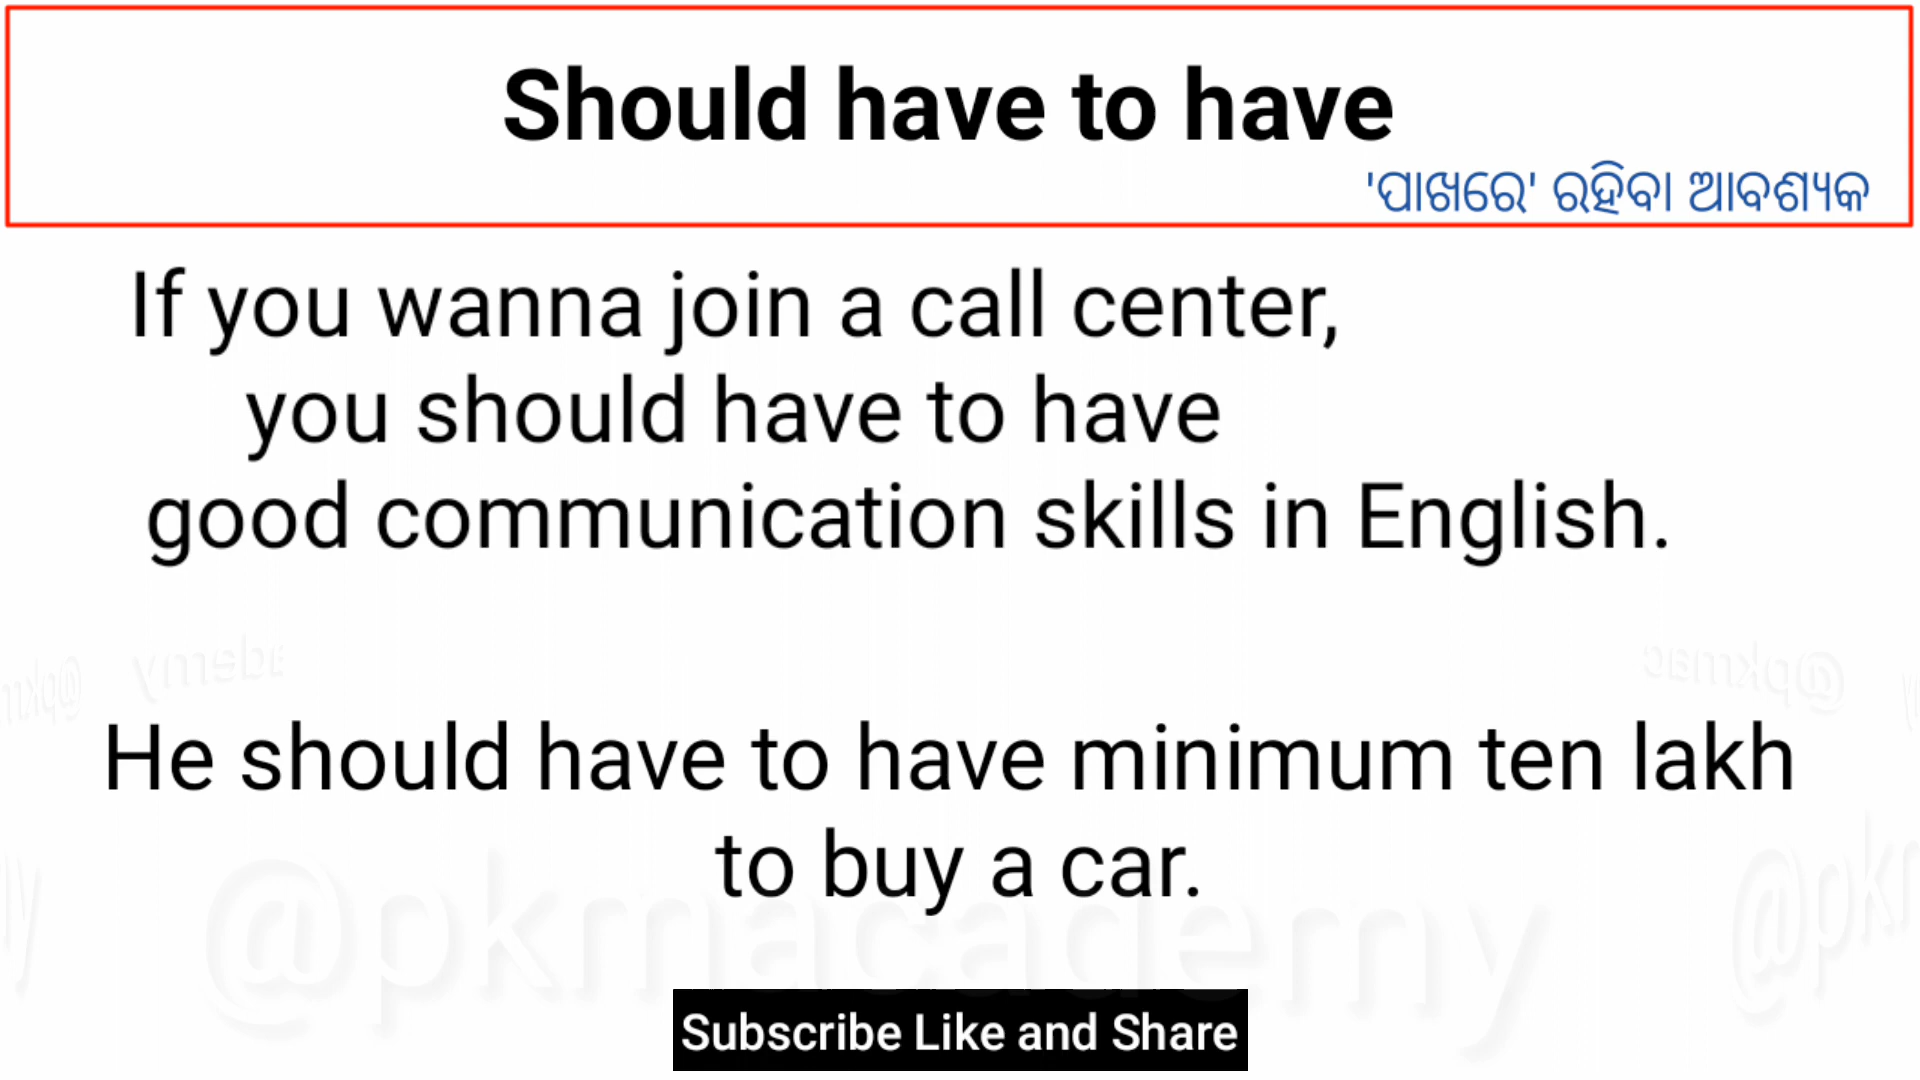 Should have to have
'ପାଖରେ' ରହିବା ଆବଶ୍ୟକ
If you wanna join a call center,
you should have to have
good communication skills in English.
He should have to have minimum ten lakh
to buy a car.
@pkmacademy
Subscribe Like and Share